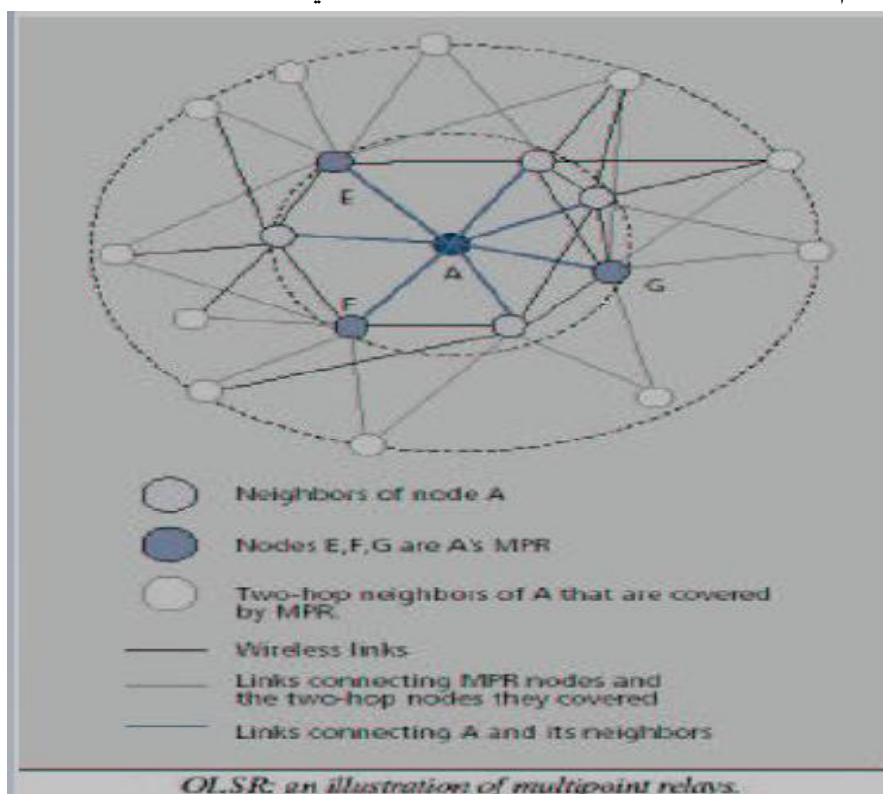 E
A
G
F
Neighbors of node A
Nodes E,F,G are A's MPR
Two-hop neighbors of A that are covered
by MPR.
Wireless links
Links connecting MPR nodes and
the two-hop nodes they covered
Links connecting A and its neighbors
OLSR: an illustration of multipoint relays.